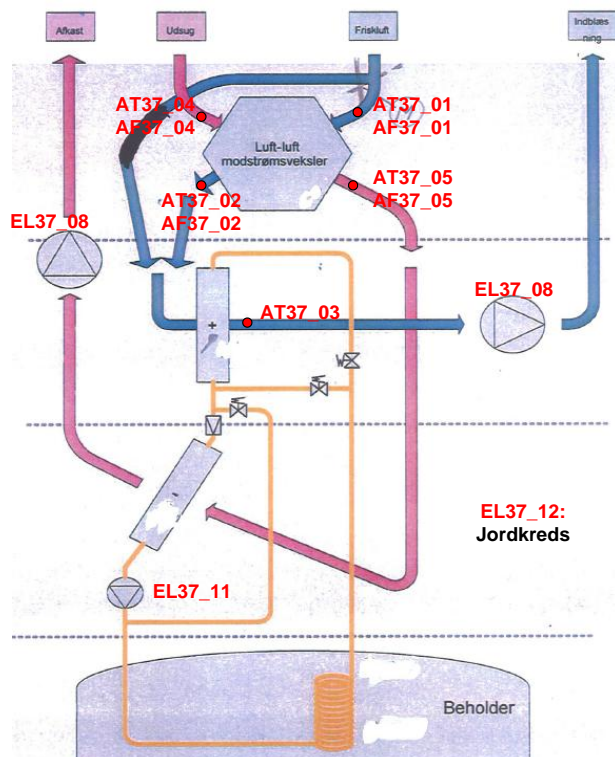 Afkast
Udsug
Friskluft
Indblæs
ning
AT37_04
AF37_04
AT37_01
AF37_01
Luft-luft
modstrømsveksler
AT37_02
AF37_02
AT37_05
AF37_05
EL37_08
EL37_08
AT37_03
+
-
EL37_12:
Jordkreds
EL37_11
Beholder